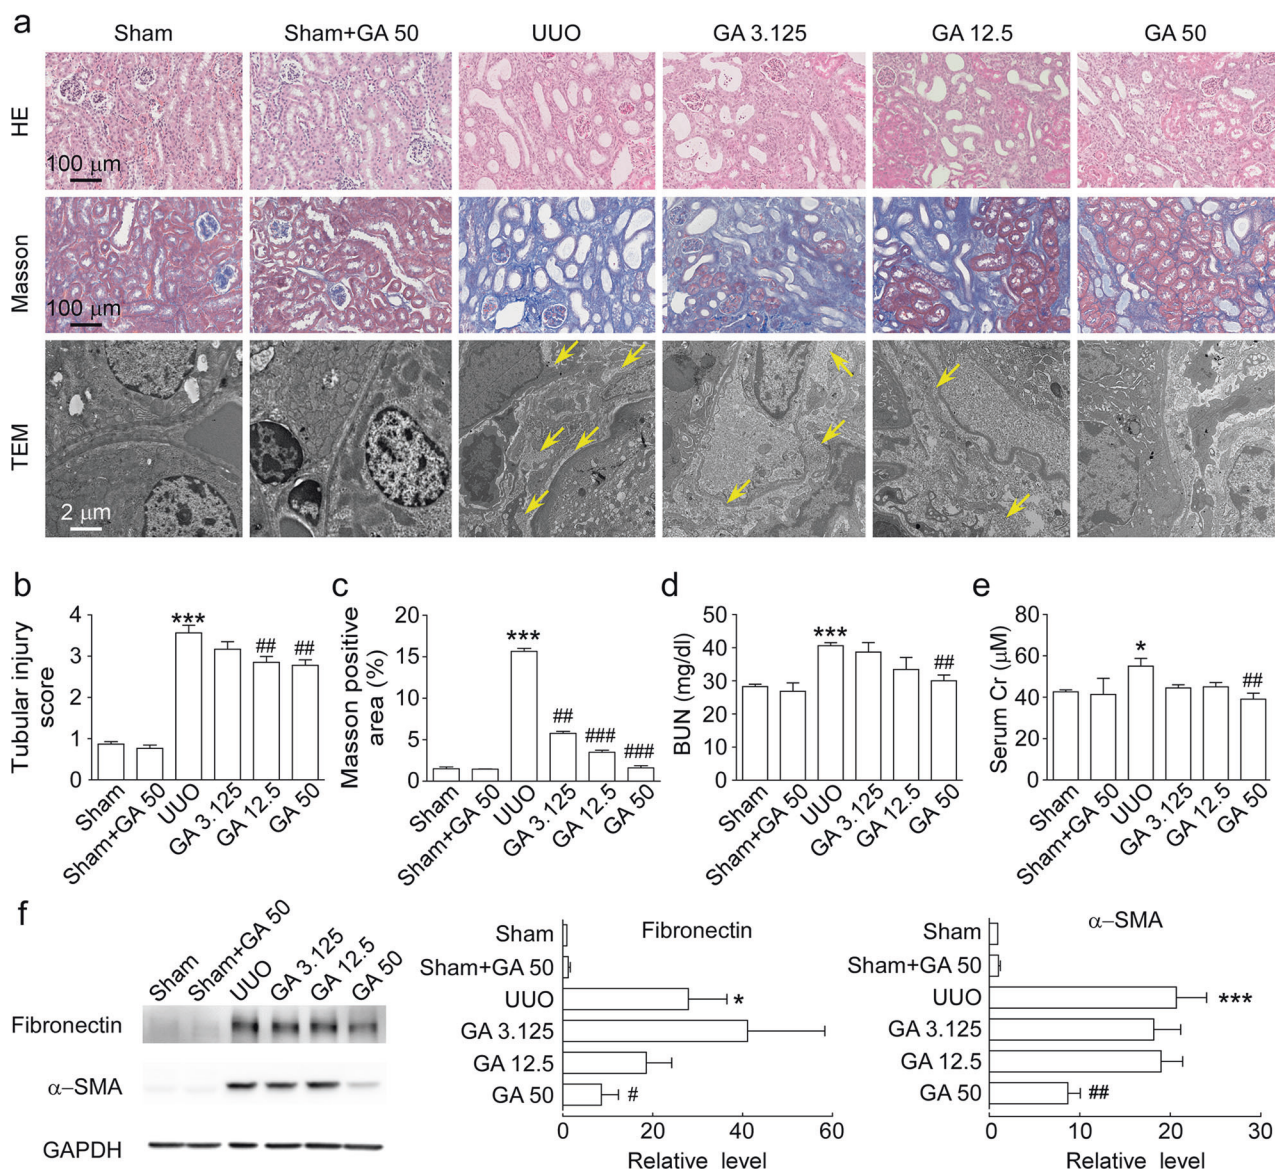 a
Sham Sham+GA 50 UUO GA 3.125 GA 12.5 GA 50
HE
100 μm
Masson
100 μm
TEM
2 μm
b
Tubular injury
score
4
3
2
1
0
Sham Sham+GA 50 UUO GA 3.125 GA 12.5 GA 50
*** ## ##
c
Masson positive
area (%)
20
15
10
5
0
Sham Sham+GA 50 UUO GA 3.125 GA 12.5 GA 50
*** ## ### ###
d
BUN (mg/dl)
50
40
30
20
10
0
Sham Sham+GA 50 UUO GA 3.125 GA 12.5 GA 50
*** ##
e
Serum Cr (μM)
80
60
40
20
0
Sham Sham+GA 50 UUO GA 3.125 GA 12.5 GA 50
* ##
f
Sham Sham+GA 50 UUO GA 3.125 GA 12.5 GA 50
Fibronectin
α–SMA
GAPDH
Fibronectin
Sham
Sham+GA 50
UUO *
GA 3.125
GA 12.5
GA 50 #
0 20 40 60
Relative level
α–SMA
Sham
Sham+GA 50
UUO ***
GA 3.125
GA 12.5
GA 50 ##
0 10 20 30
Relative level